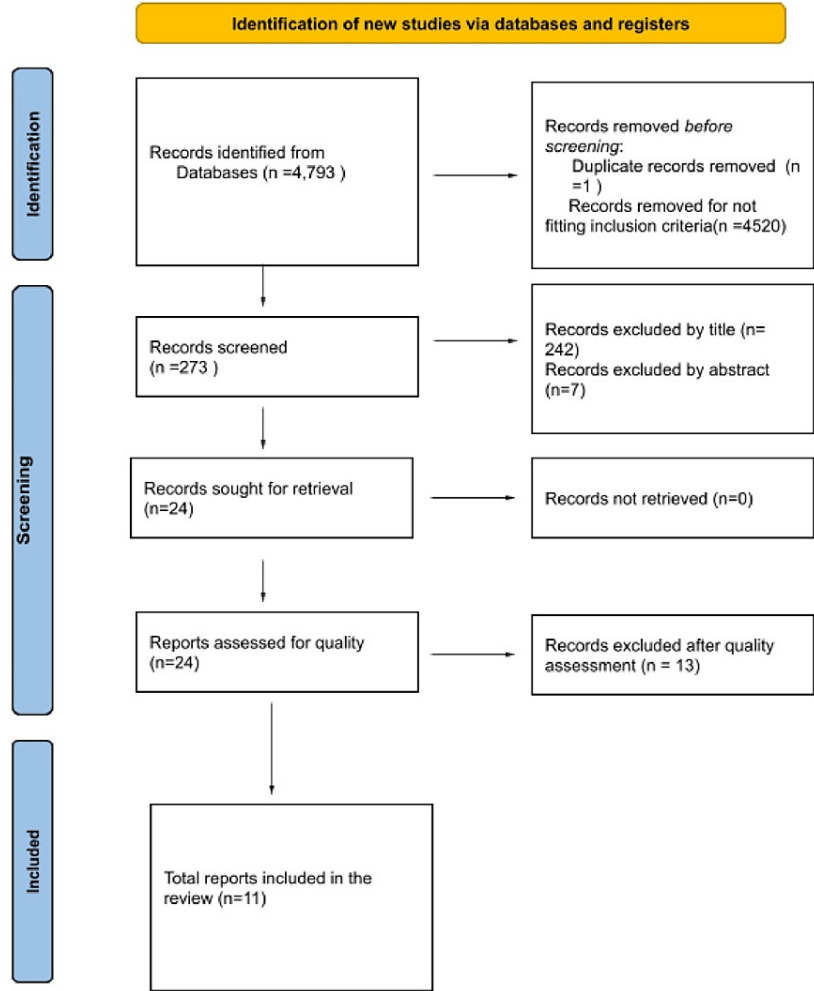 Identification of new studies via databases and registers
Identification
Records identified from
Databases (n =4,793 )
Records removed before
screening:
Duplicate records removed (n
=1 )
Records removed for not
fitting inclusion criteria(n =4520)
Screening
Records screened
(n =273 )
Records excluded by title (n=
242)
Records excluded by abstract
(n=7)
Records sought for retrieval
(n=24)
Records not retrieved (n=0)
Reports assessed for quality
(n=24)
Records excluded after quality
assessment (n = 13)
Included
Total reports included in the
review (n=11)